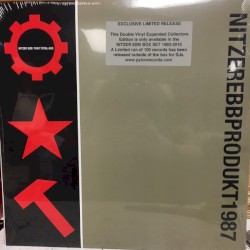 EXCLUSIVE LIMITED RELEASE
This Double Vinyl Expanded Collectors
Edition is only available in the
NITZER EBB BOX SET 1982-2010
A Limited run of 100 records has been
released outside of the box for fans.
www.pylonrecords.com
NITZEREBBPRODUKT1987